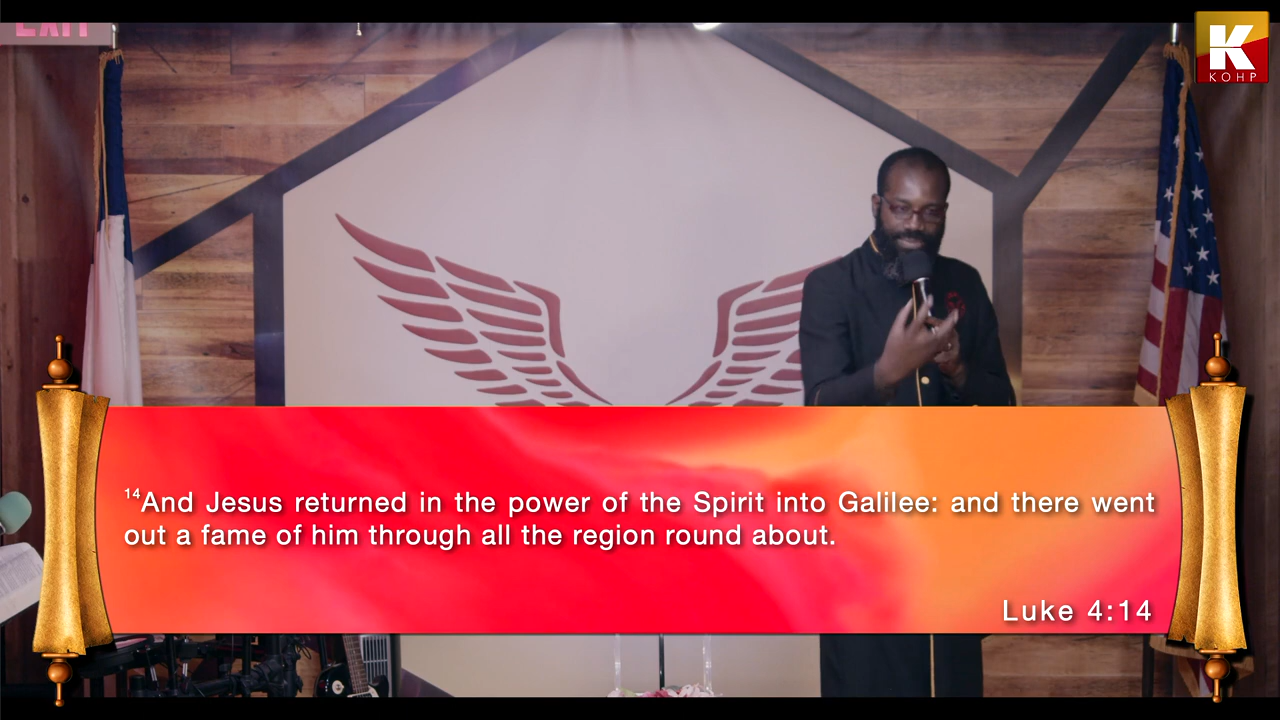 EXIT
K
KOHP
¹⁴And Jesus returned in the power of the Spirit into Galilee: and there went
out a fame of him through all the region round about.
Luke 4:14